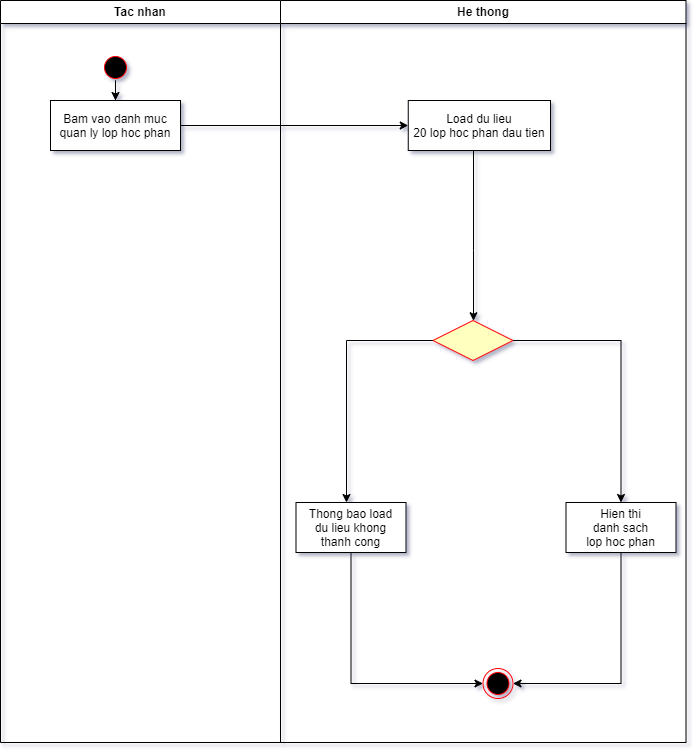 Tac nhan
He thong
Bam vao danh muc
quan ly lop hoc phan
Load du lieu
20 lop hoc phan dau tien
Thong bao load
du lieu khong
thanh cong
Hien thi
danh sach
lop hoc phan